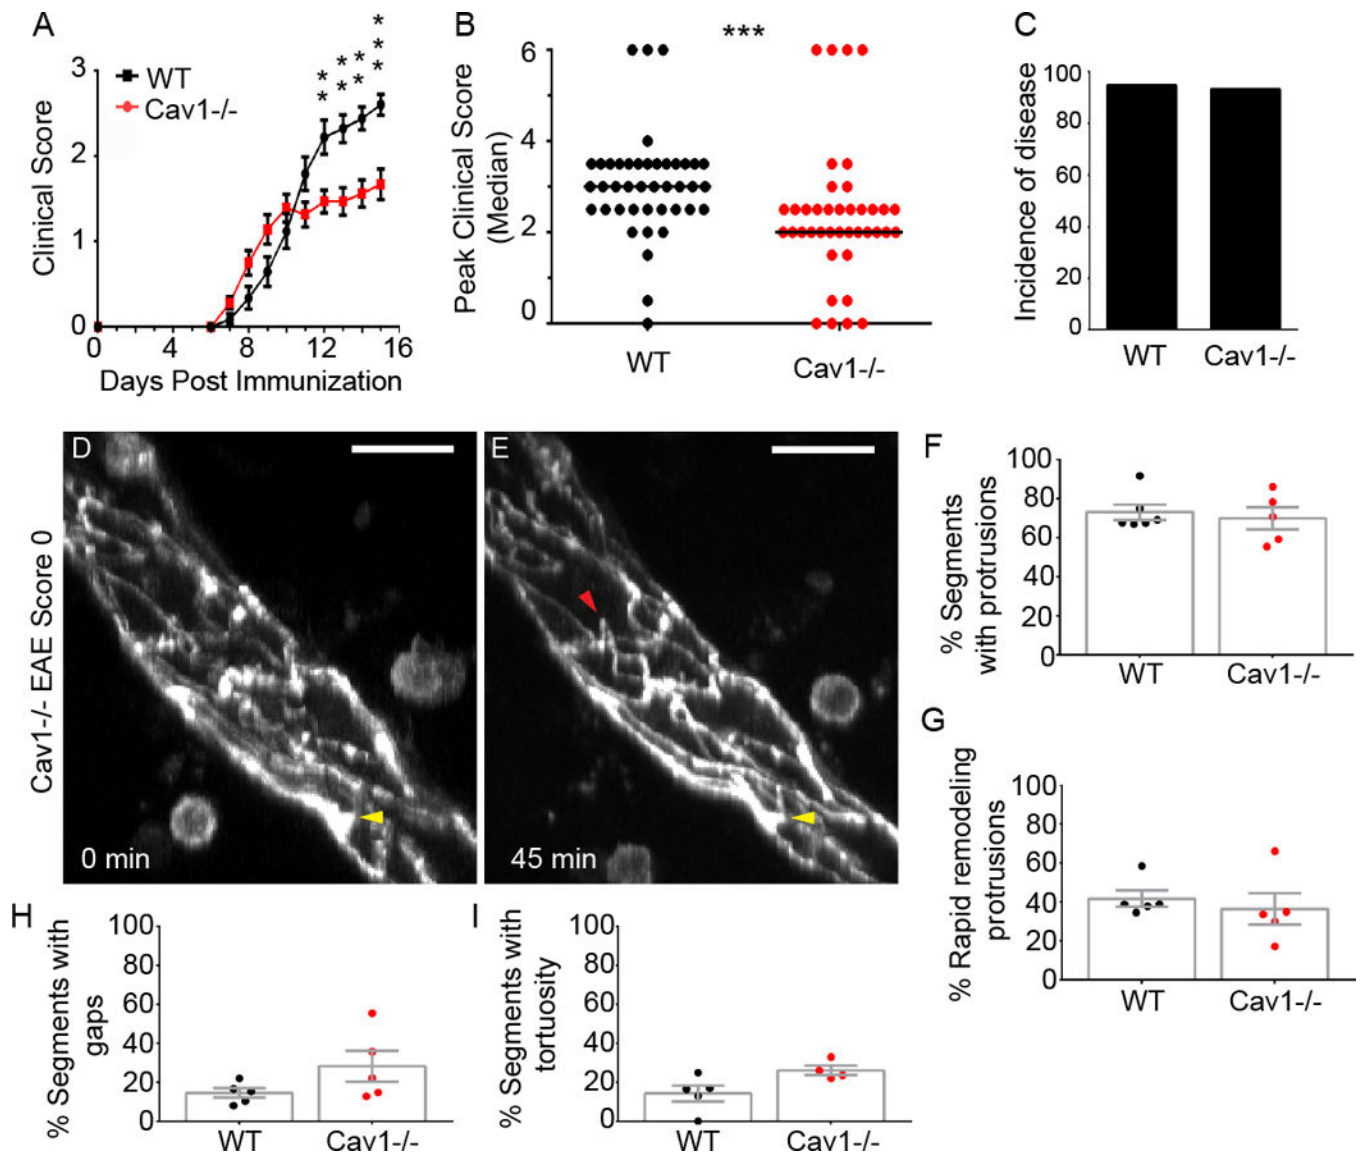 A
3
2
1
0
Clinical Score
WT
Cav1-/-
*
*
*
*
*
*
*
*
*
0
4
8
12
16
Days Post Immunization
B
***
6
4
2
0
Peak Clinical Score
(Median)
WT
Cav1-/-
C
100
80
60
40
20
0
Incidence of disease
WT
Cav1-/-
Cav1-/- EAE Score 0
D
0 min
E
45 min
F
100
80
60
40
20
0
% Segments
with protrusions
WT
Cav1-/-
G
100
80
60
40
20
0
% Rapid remodeling
protrusions
WT
Cav1-/-
H
100
80
60
40
20
0
% Segments with
gaps
WT
Cav1-/-
I
100
80
60
40
20
0
% Segments with
tortuosity
WT
Cav1-/-